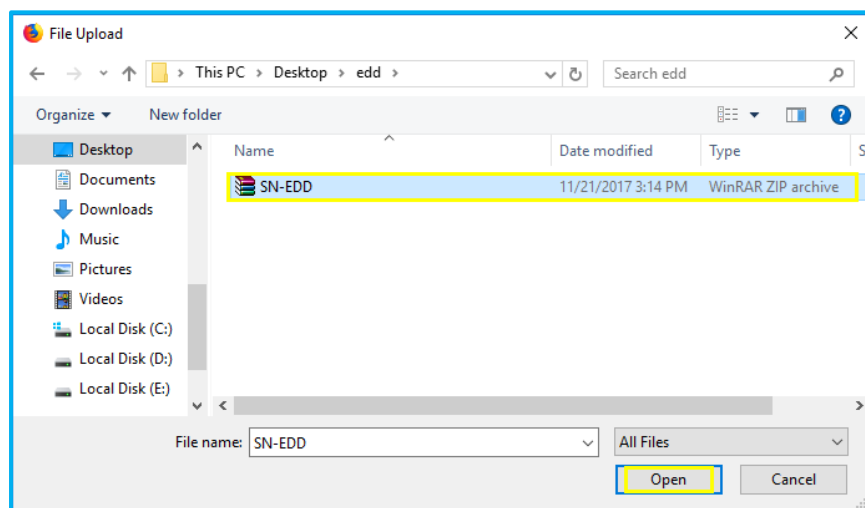 File Upload
This PC > Desktop > edd >
Search edd
Organize
New folder
Name
Date modified
Type
S
Desktop
Documents
Downloads
Music
Pictures
Videos
Local Disk (C:)
Local Disk (D:)
Local Disk (E:)
SN-EDD
11/21/2017 3:14 PM
WinRAR ZIP archive
File name:
SN-EDD
All Files
Open
Cancel